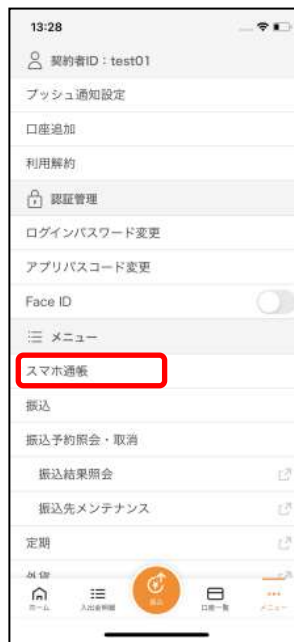 13:28
契約者ID：test01
プッシュ通知設定
口座追加
利用解約
認証管理
ログインパスワード変更
アプリパスコード変更
Face ID
メニュー
スマホ通帳
振込
振込予約照会・取消
振込結果照会
振込先メンテナンス
定期
外貨
ホーム
入出金明細
振込
口座一覧
メニュー